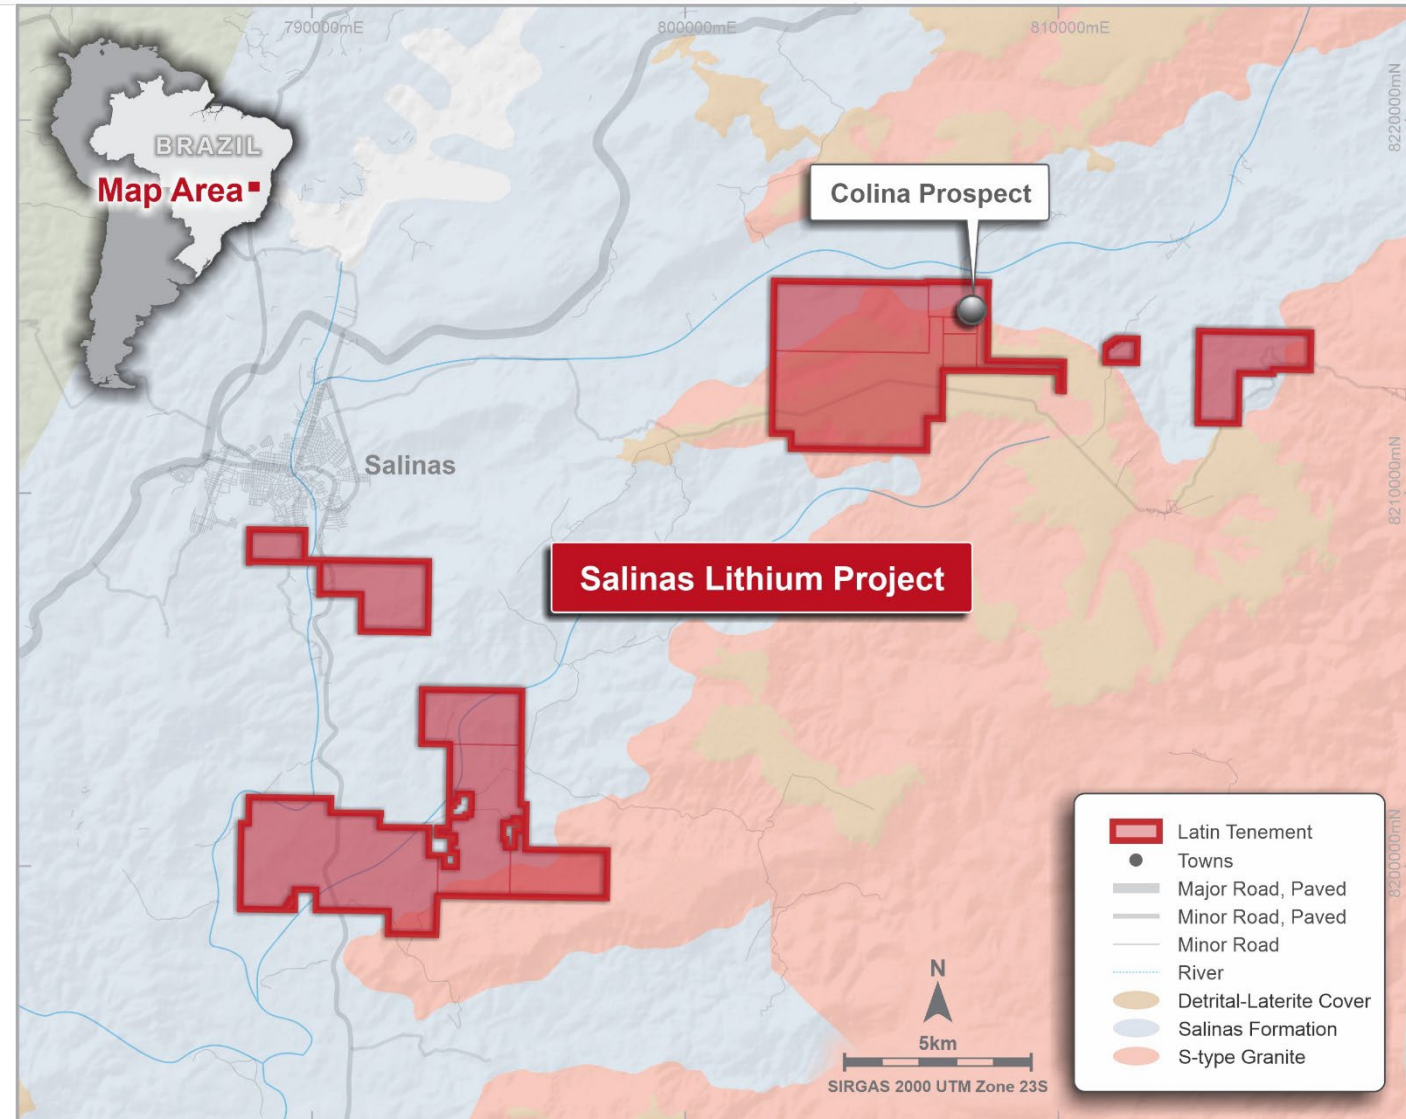 790000mE
800000mE
810000mE
8220000mN
BRAZIL
Map Area
Colina Prospect
Salinas
8210000mN
Salinas Lithium Project
8200000mN
Latin Tenement
Towns
Major Road, Paved
Minor Road, Paved
Minor Road
River
Detrital-Laterite Cover
Salinas Formation
S-type Granite
N
5km
SIRGAS 2000 UTM Zone 23S